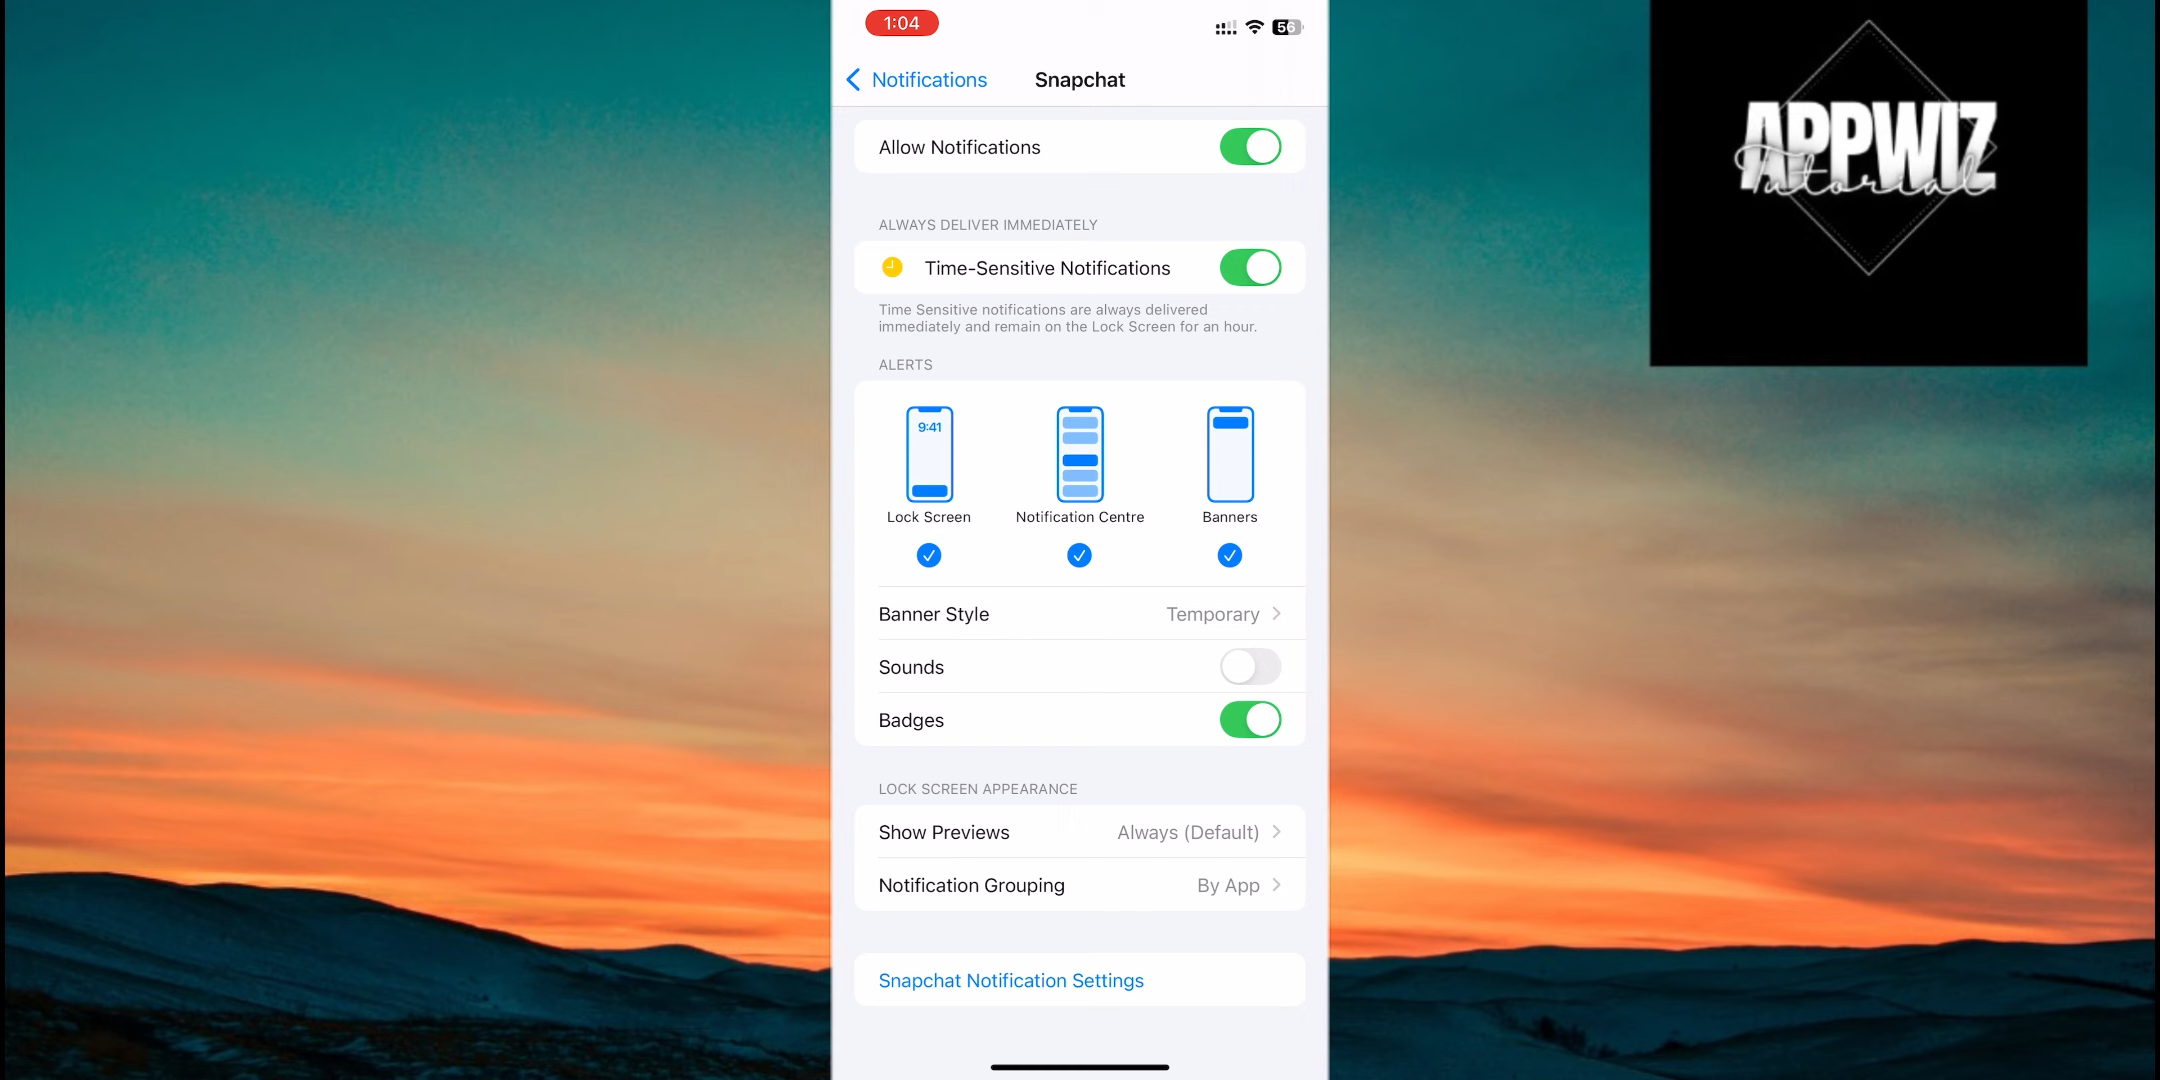 1:04
56
Notifications
Snapchat
Allow Notifications
ALWAYS DELIVER IMMEDIATELY
Time-Sensitive Notifications
Time Sensitive notifications are always delivered
immediately and remain on the Lock Screen for an hour.
ALERTS
9:41
Lock Screen
Notification Centre
Banners
Banner Style
Temporary
Sounds
Badges
LOCK SCREEN APPEARANCE
Show Previews
Always (Default)
Notification Grouping
By App
Snapchat Notification Settings
APPWIZ
Tutorial